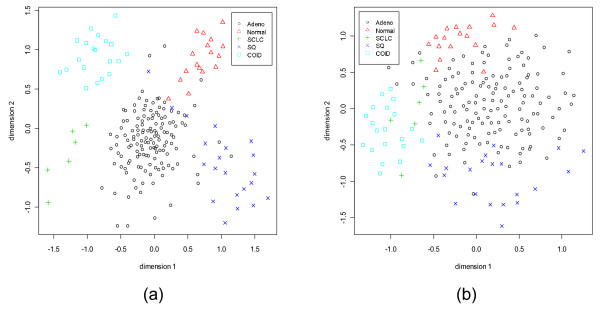 Adeno
Normal
SCLC
SQ
COID
dimension 2
1.5
1.0
0.5
0.0
-0.5
-1.0
-1.5 -1.0 -0.5 0.0 0.5 1.0 1.5
dimension 1
(a)
Adeno
Normal
SCLC
SQ
COID
dimension 2
1.0
0.5
0.0
-0.5
-1.0
-1.5
-1.0 -0.5 0.0 0.5 1.0
dimension 1
(b)